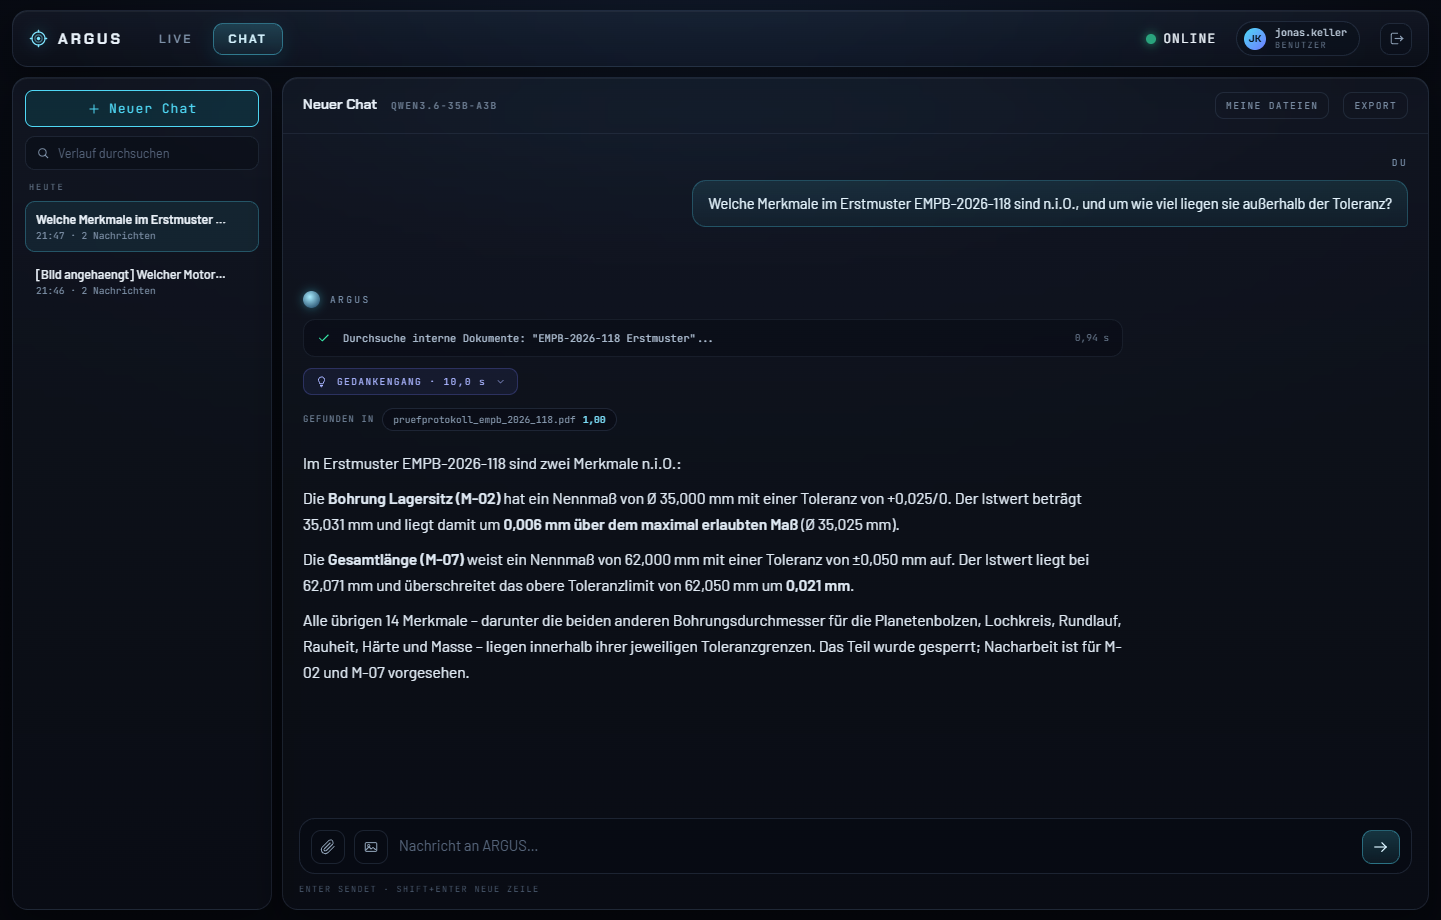 ARGUS
LIVE
CHAT
ONLINE
JK
jonas.keller
BENUTZER
+ Neuer Chat
Verlauf durchsuchen
HEUTE
Welche Merkmale im Erstmuster ...
21:47 · 2 Nachrichten
[Bild angehaengt] Welcher Motor...
21:46 · 2 Nachrichten
Neuer Chat
QWEN3.6-35B-A3B
MEINE DATEIEN
EXPORT
DU
Welche Merkmale im Erstmuster EMPB-2026-118 sind n.i.O., und um wie viel liegen sie außerhalb der Toleranz?
ARGUS
Durchsuche interne Dokumente: "EMPB-2026-118 Erstmuster"...
0,94 s
GEDANKENGANG · 10,0 s
GEFUNDEN IN
pruefprotokoll_empb_2026_118.pdf 1,00
Im Erstmuster EMPB-2026-118 sind zwei Merkmale n.i.O.:
Die Bohrung Lagersitz (M-02) hat ein Nennmaß von Ø 35,000 mm mit einer Toleranz von +0,025/0. Der Istwert beträgt
35,031 mm und liegt damit um 0,006 mm über dem maximal erlaubten Maß (Ø 35,025 mm).
Die Gesamtlänge (M-07) weist ein Nennmaß von 62,000 mm mit einer Toleranz von ±0,050 mm auf. Der Istwert liegt bei
62,071 mm und überschreitet das obere Toleranzlimit von 62,050 mm um 0,021 mm.
Alle übrigen 14 Merkmale – darunter die beiden anderen Bohrungsdurchmesser für die Planetenbolzen, Lochkreis, Rundlauf,
Rauheit, Härte und Masse – liegen innerhalb ihrer jeweiligen Toleranzgrenzen. Das Teil wurde gesperrt; Nacharbeit ist für M-
02 und M-07 vorgesehen.
Nachricht an ARGUS...
ENTER SENDET · SHIFT+ENTER NEUE ZEILE